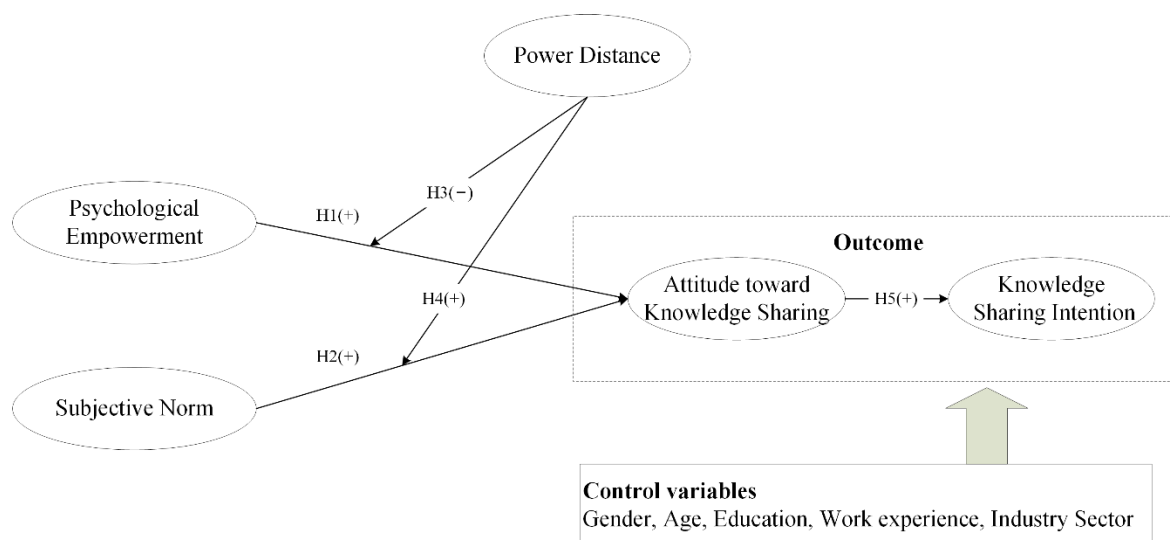 Power Distance
H3(−)
H1(+)
Psychological
Empowerment
Outcome
H4(+)
Attitude toward
Knowledge Sharing
H5(+)
Knowledge
Sharing Intention
H2(+)
Subjective Norm
Control variables
Gender, Age, Education, Work experience, Industry Sector